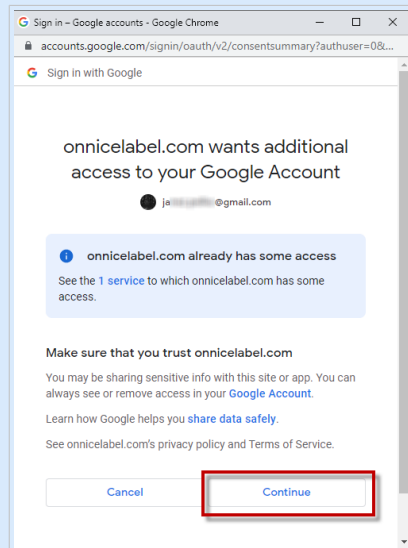 Sign in – Google accounts - Google Chrome
accounts.google.com/signin/oauth/v2/consentsummary?authuser=0&...
Sign in with Google
onnicelabel.com wants additional
access to your Google Account
ja @gmail.com
onnicelabel.com already has some access
See the 1 service to which onnicelabel.com has some
access.
Make sure that you trust onnicelabel.com
You may be sharing sensitive info with this site or app. You can
always see or remove access in your Google Account.
Learn how Google helps you share data safely.
See onnicelabel.com's privacy policy and Terms of Service.
Cancel
Continue